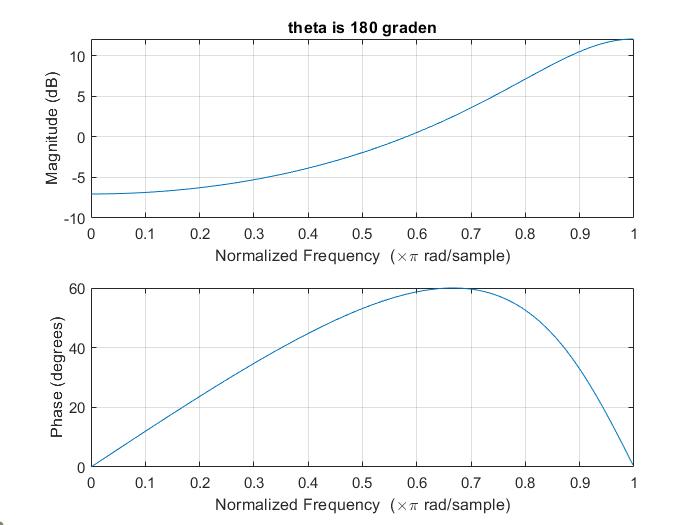 theta is 180 graden
10
5
0
-5
-10
Magnitude (dB)
0 0.1 0.2 0.3 0.4 0.5 0.6 0.7 0.8 0.9 1
Normalized Frequency (×π rad/sample)
60
40
20
0
Phase (degrees)
0 0.1 0.2 0.3 0.4 0.5 0.6 0.7 0.8 0.9 1
Normalized Frequency (×π rad/sample)